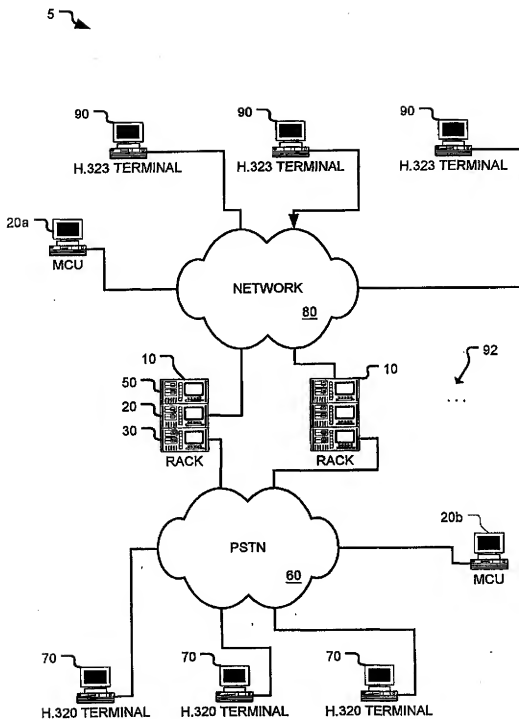 5
90
90
90
H.323 TERMINAL
H.323 TERMINAL
H.323 TERMINAL
20a
MCU
NETWORK
80
10
10
92
50
20
30
...
RACK
RACK
20b
PSTN
60
MCU
70
70
70
H.320 TERMINAL
H.320 TERMINAL
H.320 TERMINAL